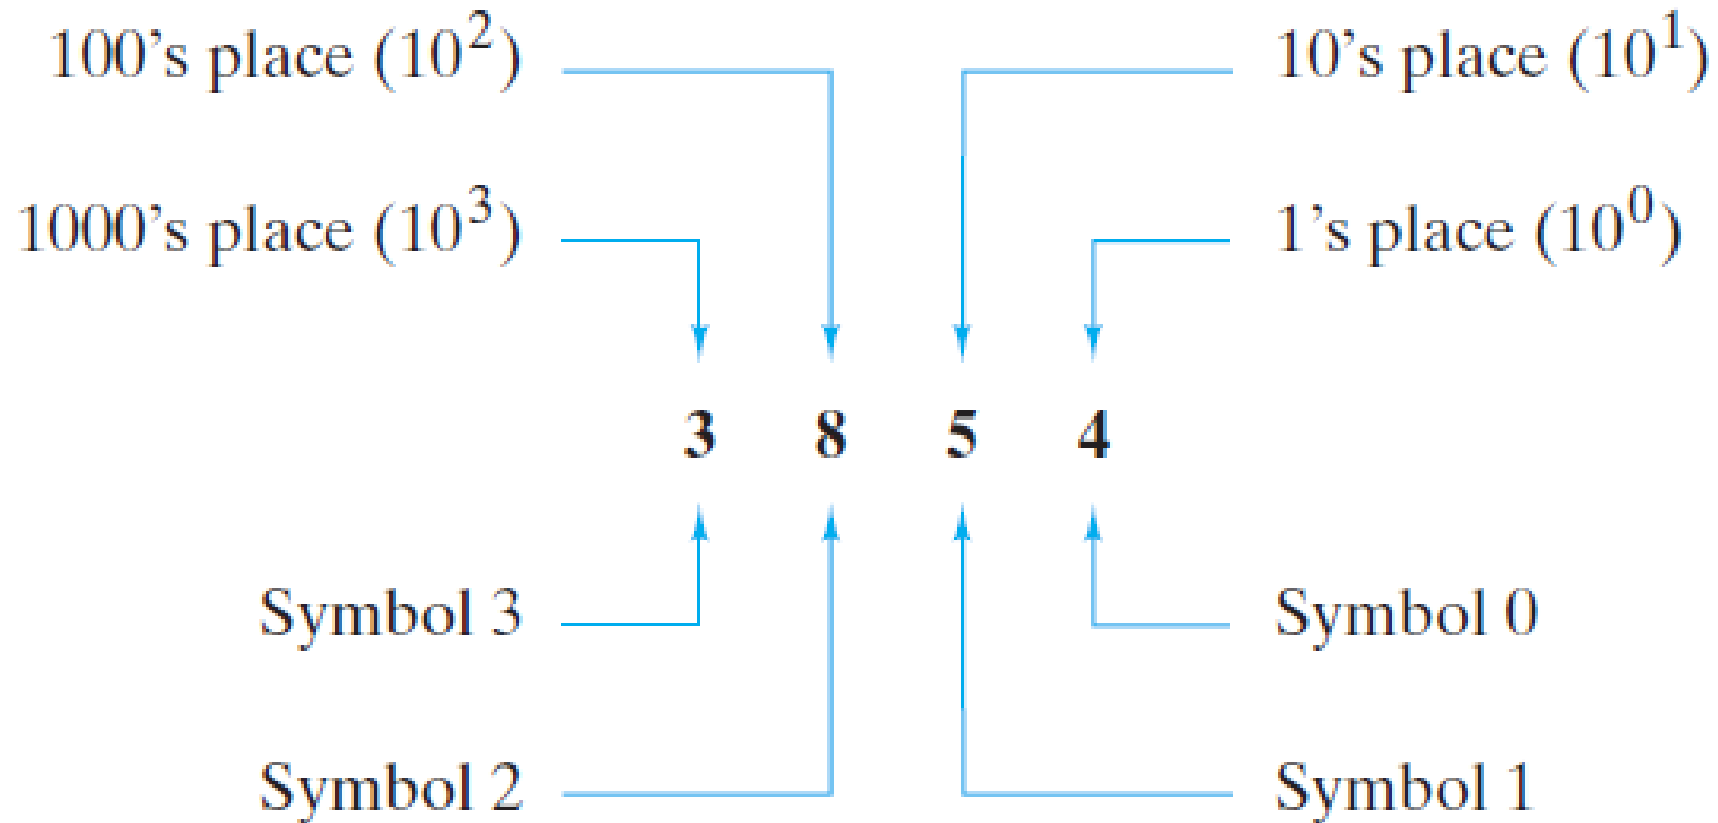 100’s place (10²)
10’s place (10¹)
1000’s place (10³)
1’s place (10⁰)
3 8 5 4
Symbol 3
Symbol 0
Symbol 2
Symbol 1